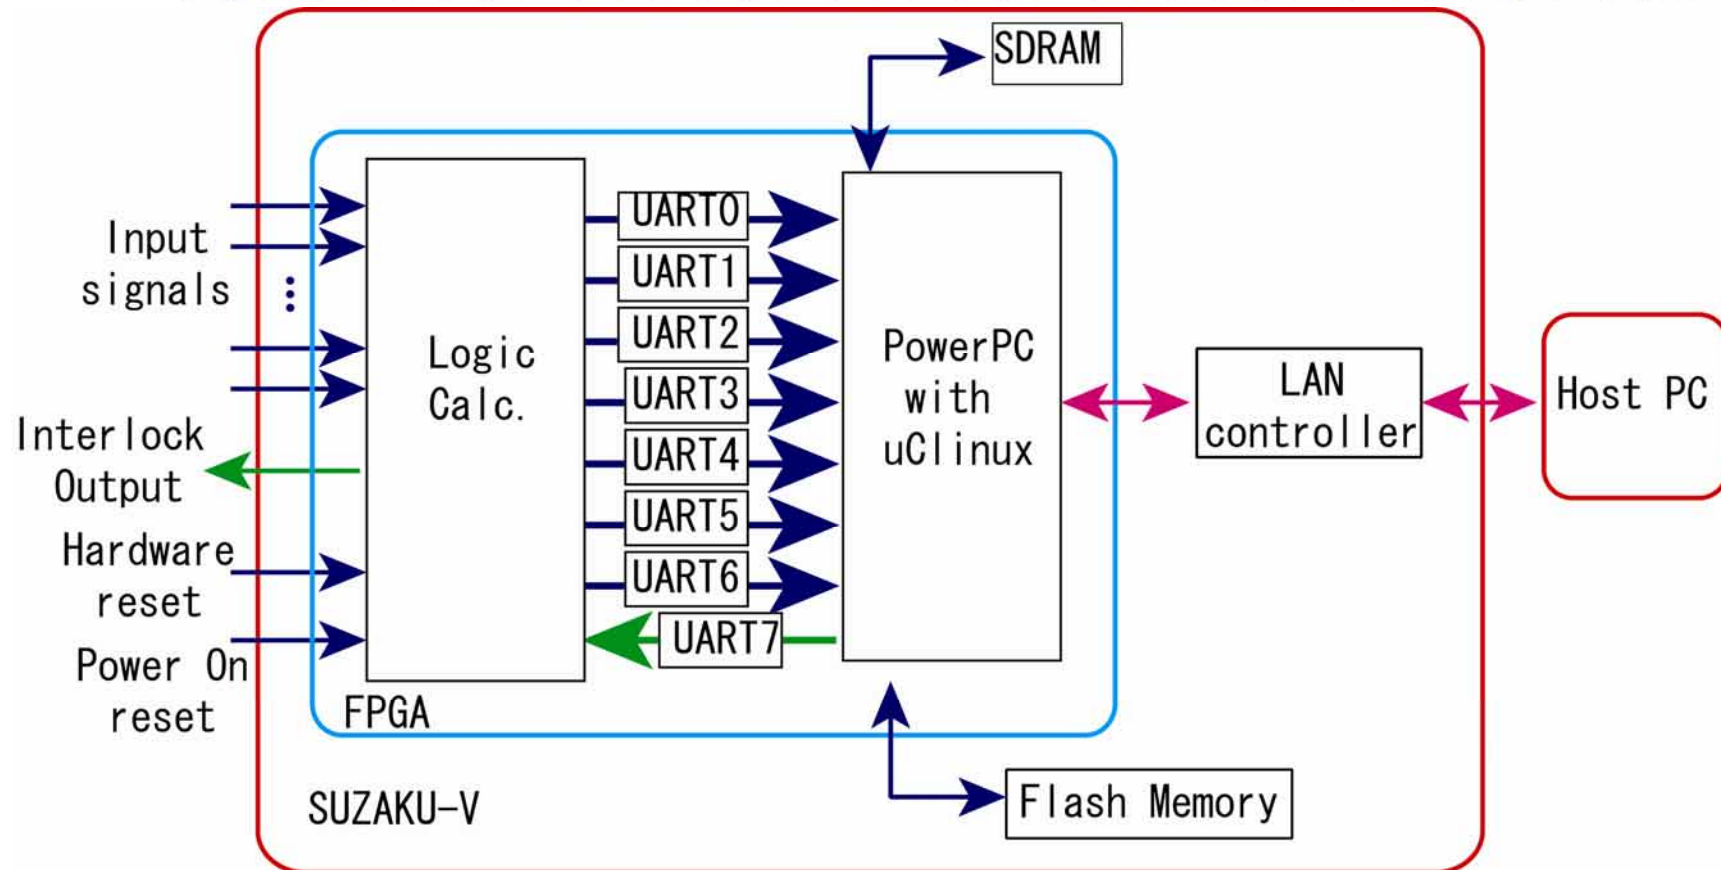 SDRAM
Input
signals
Interlock
Output
Hardware
reset
Power On
reset
Logic
Calc.
UART0
UART1
UART2
UART3
UART4
UART5
UART6
UART7
PowerPC
with
uClinux
LAN
controller
Host PC
FPGA
SUZAKU-V
Flash Memory